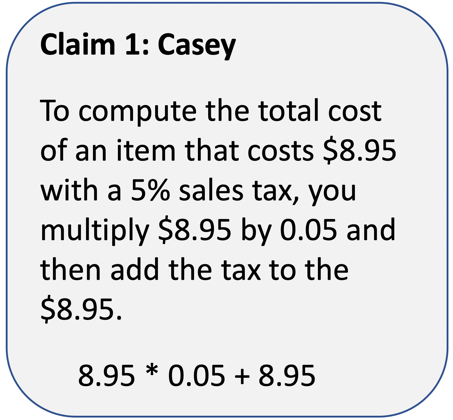 Claim 1: Casey
To compute the total cost
of an item that costs $8.95
with a 5% sales tax, you
multiply $8.95 by 0.05 and
then add the tax to the
$8.95.
8.95 * 0.05 + 8.95